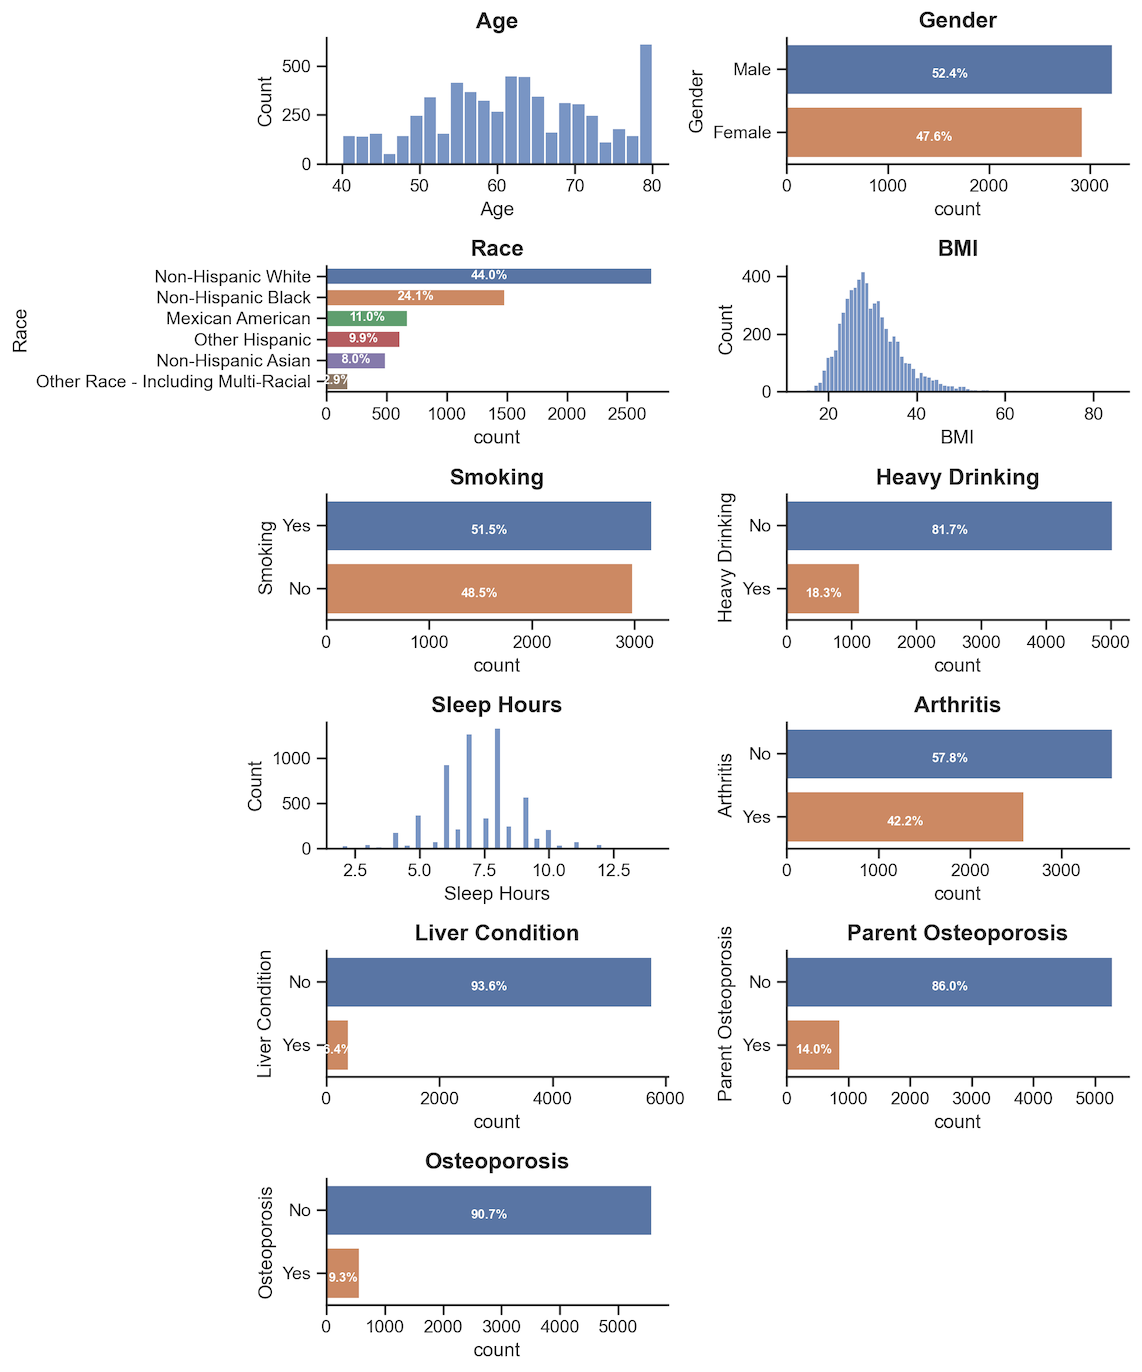 Age
Count
500
250
0
40 50 60 70 80
Age
Gender
Gender
Male
52.4%
Female
47.6%
0 1000 2000 3000
count
Race
Race
Non-Hispanic White
44.0%
Non-Hispanic Black
24.1%
Mexican American
11.0%
Other Hispanic
9.9%
Non-Hispanic Asian
8.0%
Other Race - Including Multi-Racial
2.9%
0 500 1000 1500 2000 2500
count
BMI
Count
400
200
0
20 40 60 80
BMI
Smoking
Smoking
Yes
51.5%
No
48.5%
0 1000 2000 3000
count
Heavy Drinking
Heavy Drinking
No
81.7%
Yes
18.3%
0 1000 2000 3000 4000 5000
count
Sleep Hours
Count
1000
500
0
2.5 5.0 7.5 10.0 12.5
Sleep Hours
Arthritis
Arthritis
No
57.8%
Yes
42.2%
0 1000 2000 3000
count
Liver Condition
Liver Condition
No
93.6%
Yes
6.4%
0 2000 4000 6000
count
Parent Osteoporosis
Parent Osteoporosis
No
86.0%
Yes
14.0%
0 1000 2000 3000 4000 5000
count
Osteoporosis
Osteoporosis
No
90.7%
Yes
9.3%
0 1000 2000 3000 4000 5000
count